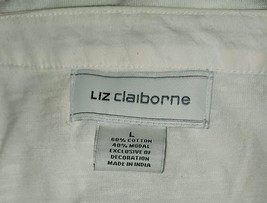 LIZ claiborne
L
60% COTTON
40% MODAL
EXCLUSIVE OF
DECORATION
MADE IN INDIA